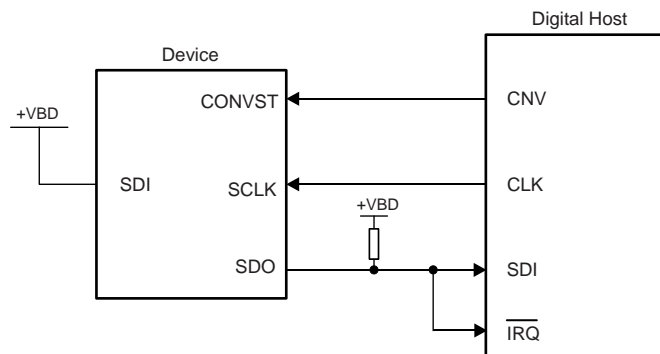 Digital Host
Device
CONVST
CNV
+VBD
SDI
SCLK
CLK
+VBD
SDO
SDI
IRQ